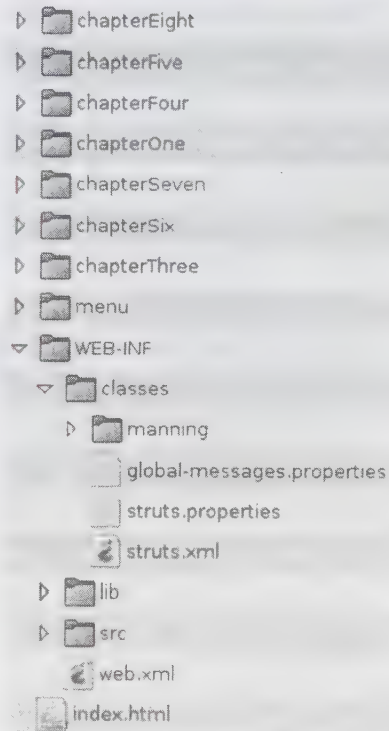 chapterEight
chapterFive
chapterFour
chapterOne
chapterSeven
chapterSix
chapterThree
menu
WEB-INF
classes
manning
global-messages.properties
struts.properties
struts.xml
lib
src
web.xml
index.html